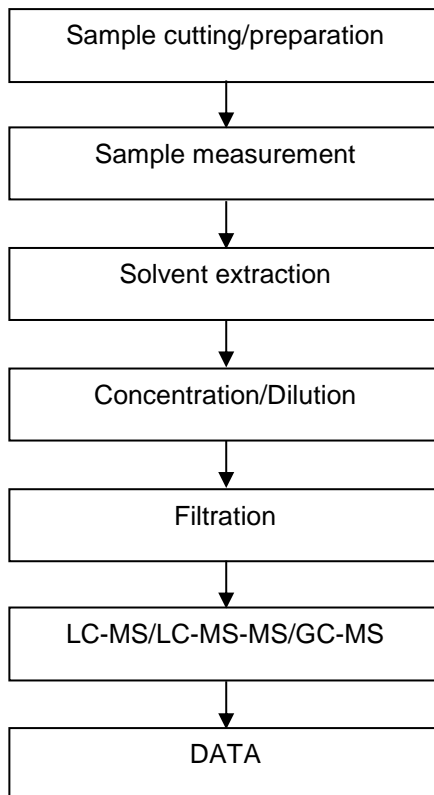 Sample cutting/preparation
Sample measurement
Solvent extraction
Concentration/Dilution
Filtration
LC-MS/LC-MS-MS/GC-MS
DATA